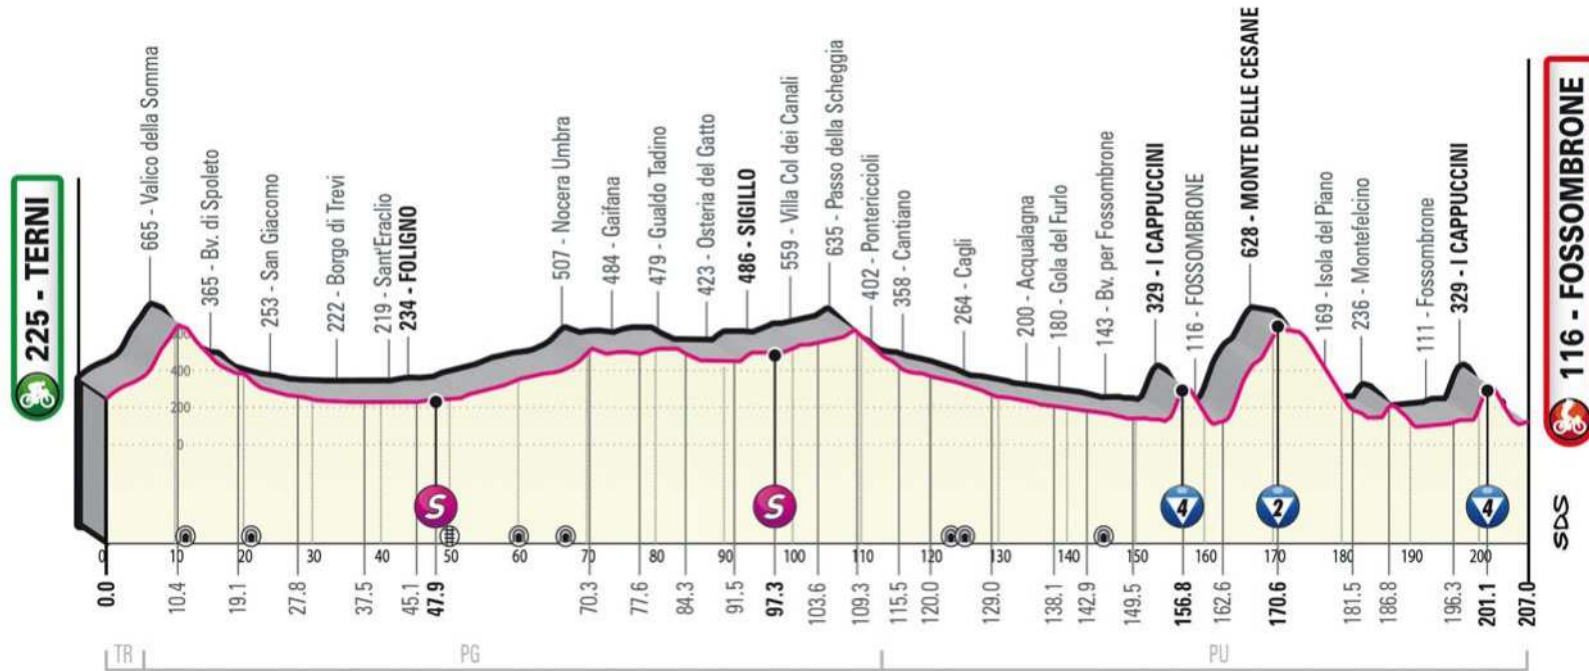 225 - TERNI
665 - Valico della Somma
365 - Bv. di Spoleto
253 - San Giacomo
222 - Borgo di Trevi
219 - Sant'Eraclio
234 - FOLIGNO
507 - Nocera Umbra
484 - Gaifana
479 - Gualdo Tadino
423 - Osteria del Gatto
486 - SIGILLO
559 - Villa Col dei Canali
635 - Passo della Scheggia
402 - Pontericcioli
358 - Cantiano
264 - Cagli
200 - Acqualagna
180 - Gola del Furlo
143 - Bv. per Fossombrone
329 - I CAPPUCCINI
116 - FOSSOMBRONE
628 - MONTE DELLE CESANE
169 - Isola del Piano
236 - Montefelcino
111 - Fossombrone
329 - I CAPPUCCINI
116 - FOSSOMBRONE
600
400
200
0
S S 4 2 4
SDS
0 10 20 30 40 50 60 70 80 90 100 110 120 130 140 150 160 170 180 190 200
0.0 10.4 19.1 27.8 37.5 45.1 47.9 70.3 77.6 84.3 91.5 97.3 103.6 109.3 115.5 120.0 129.0 138.1 142.9 149.5 156.8 162.6 170.6 181.5 186.8 196.3 201.1 207.0
TR PG PU